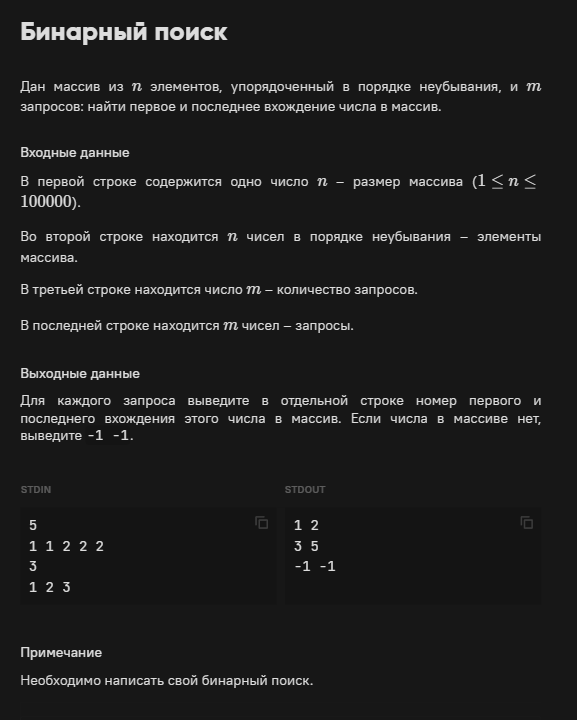 Бинарный поиск
Дан массив из n элементов, упорядоченный в порядке неубывания, и m
запросов: найти первое и последнее вхождение числа в массив.
Входные данные
В первой строке содержится одно число n – размер массива (1 ≤ n ≤
100000).
Во второй строке находится n чисел в порядке неубывания – элементы
массива.
В третьей строке находится число m – количество запросов.
В последней строке находится m чисел – запросы.
Выходные данные
Для каждого запроса выведите в отдельной строке номер первого и
последнего вхождения этого числа в массив. Если числа в массиве нет,
выведите -1 -1.
STDIN
5
1 1 2 2 2
3
1 2 3
STDOUT
1 2
3 5
-1 -1
Примечание
Необходимо написать свой бинарный поиск.